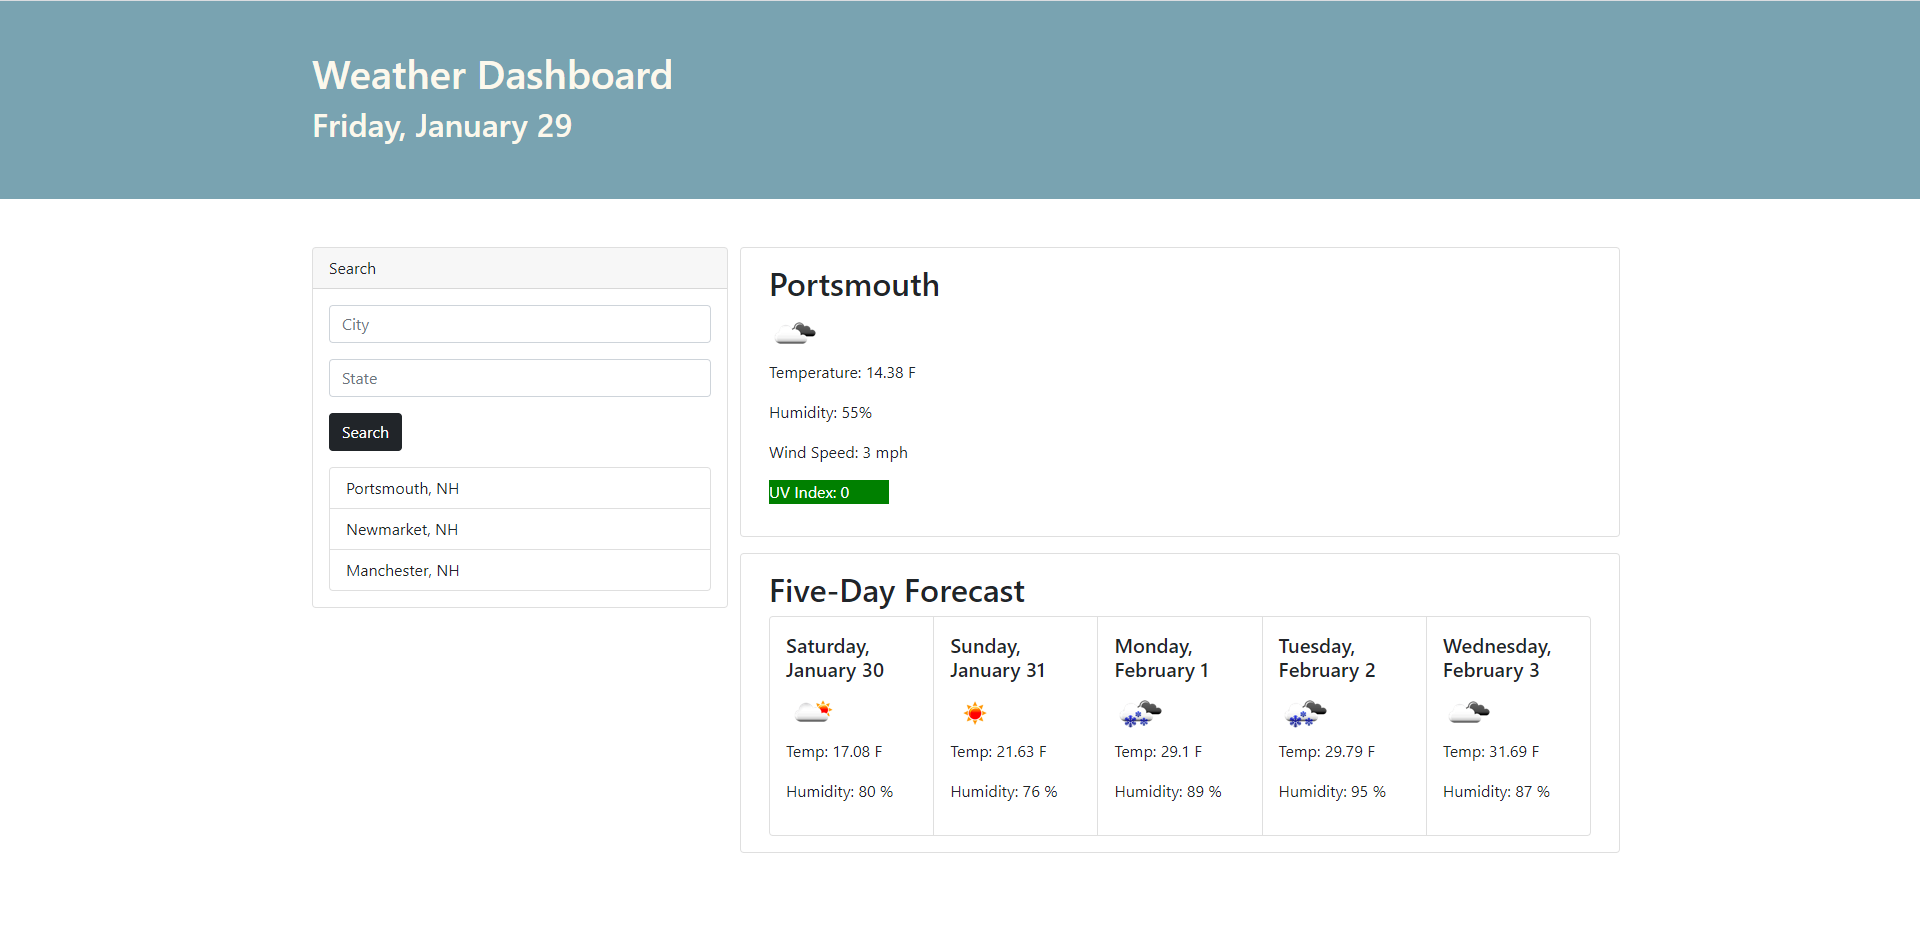 Weather Dashboard
Friday, January 29
Search
City
State
Search
Portsmouth, NH
Newmarket, NH
Manchester, NH
Portsmouth
Temperature: 14.38 F
Humidity: 55%
Wind Speed: 3 mph
UV Index: 0
Five-Day Forecast
Saturday,
January 30
Temp: 17.08 F
Humidity: 80 %
Sunday,
January 31
Temp: 21.63 F
Humidity: 76 %
Monday,
February 1
Temp: 29.1 F
Humidity: 89 %
Tuesday,
February 2
Temp: 29.79 F
Humidity: 95 %
Wednesday,
February 3
Temp: 31.69 F
Humidity: 87 %